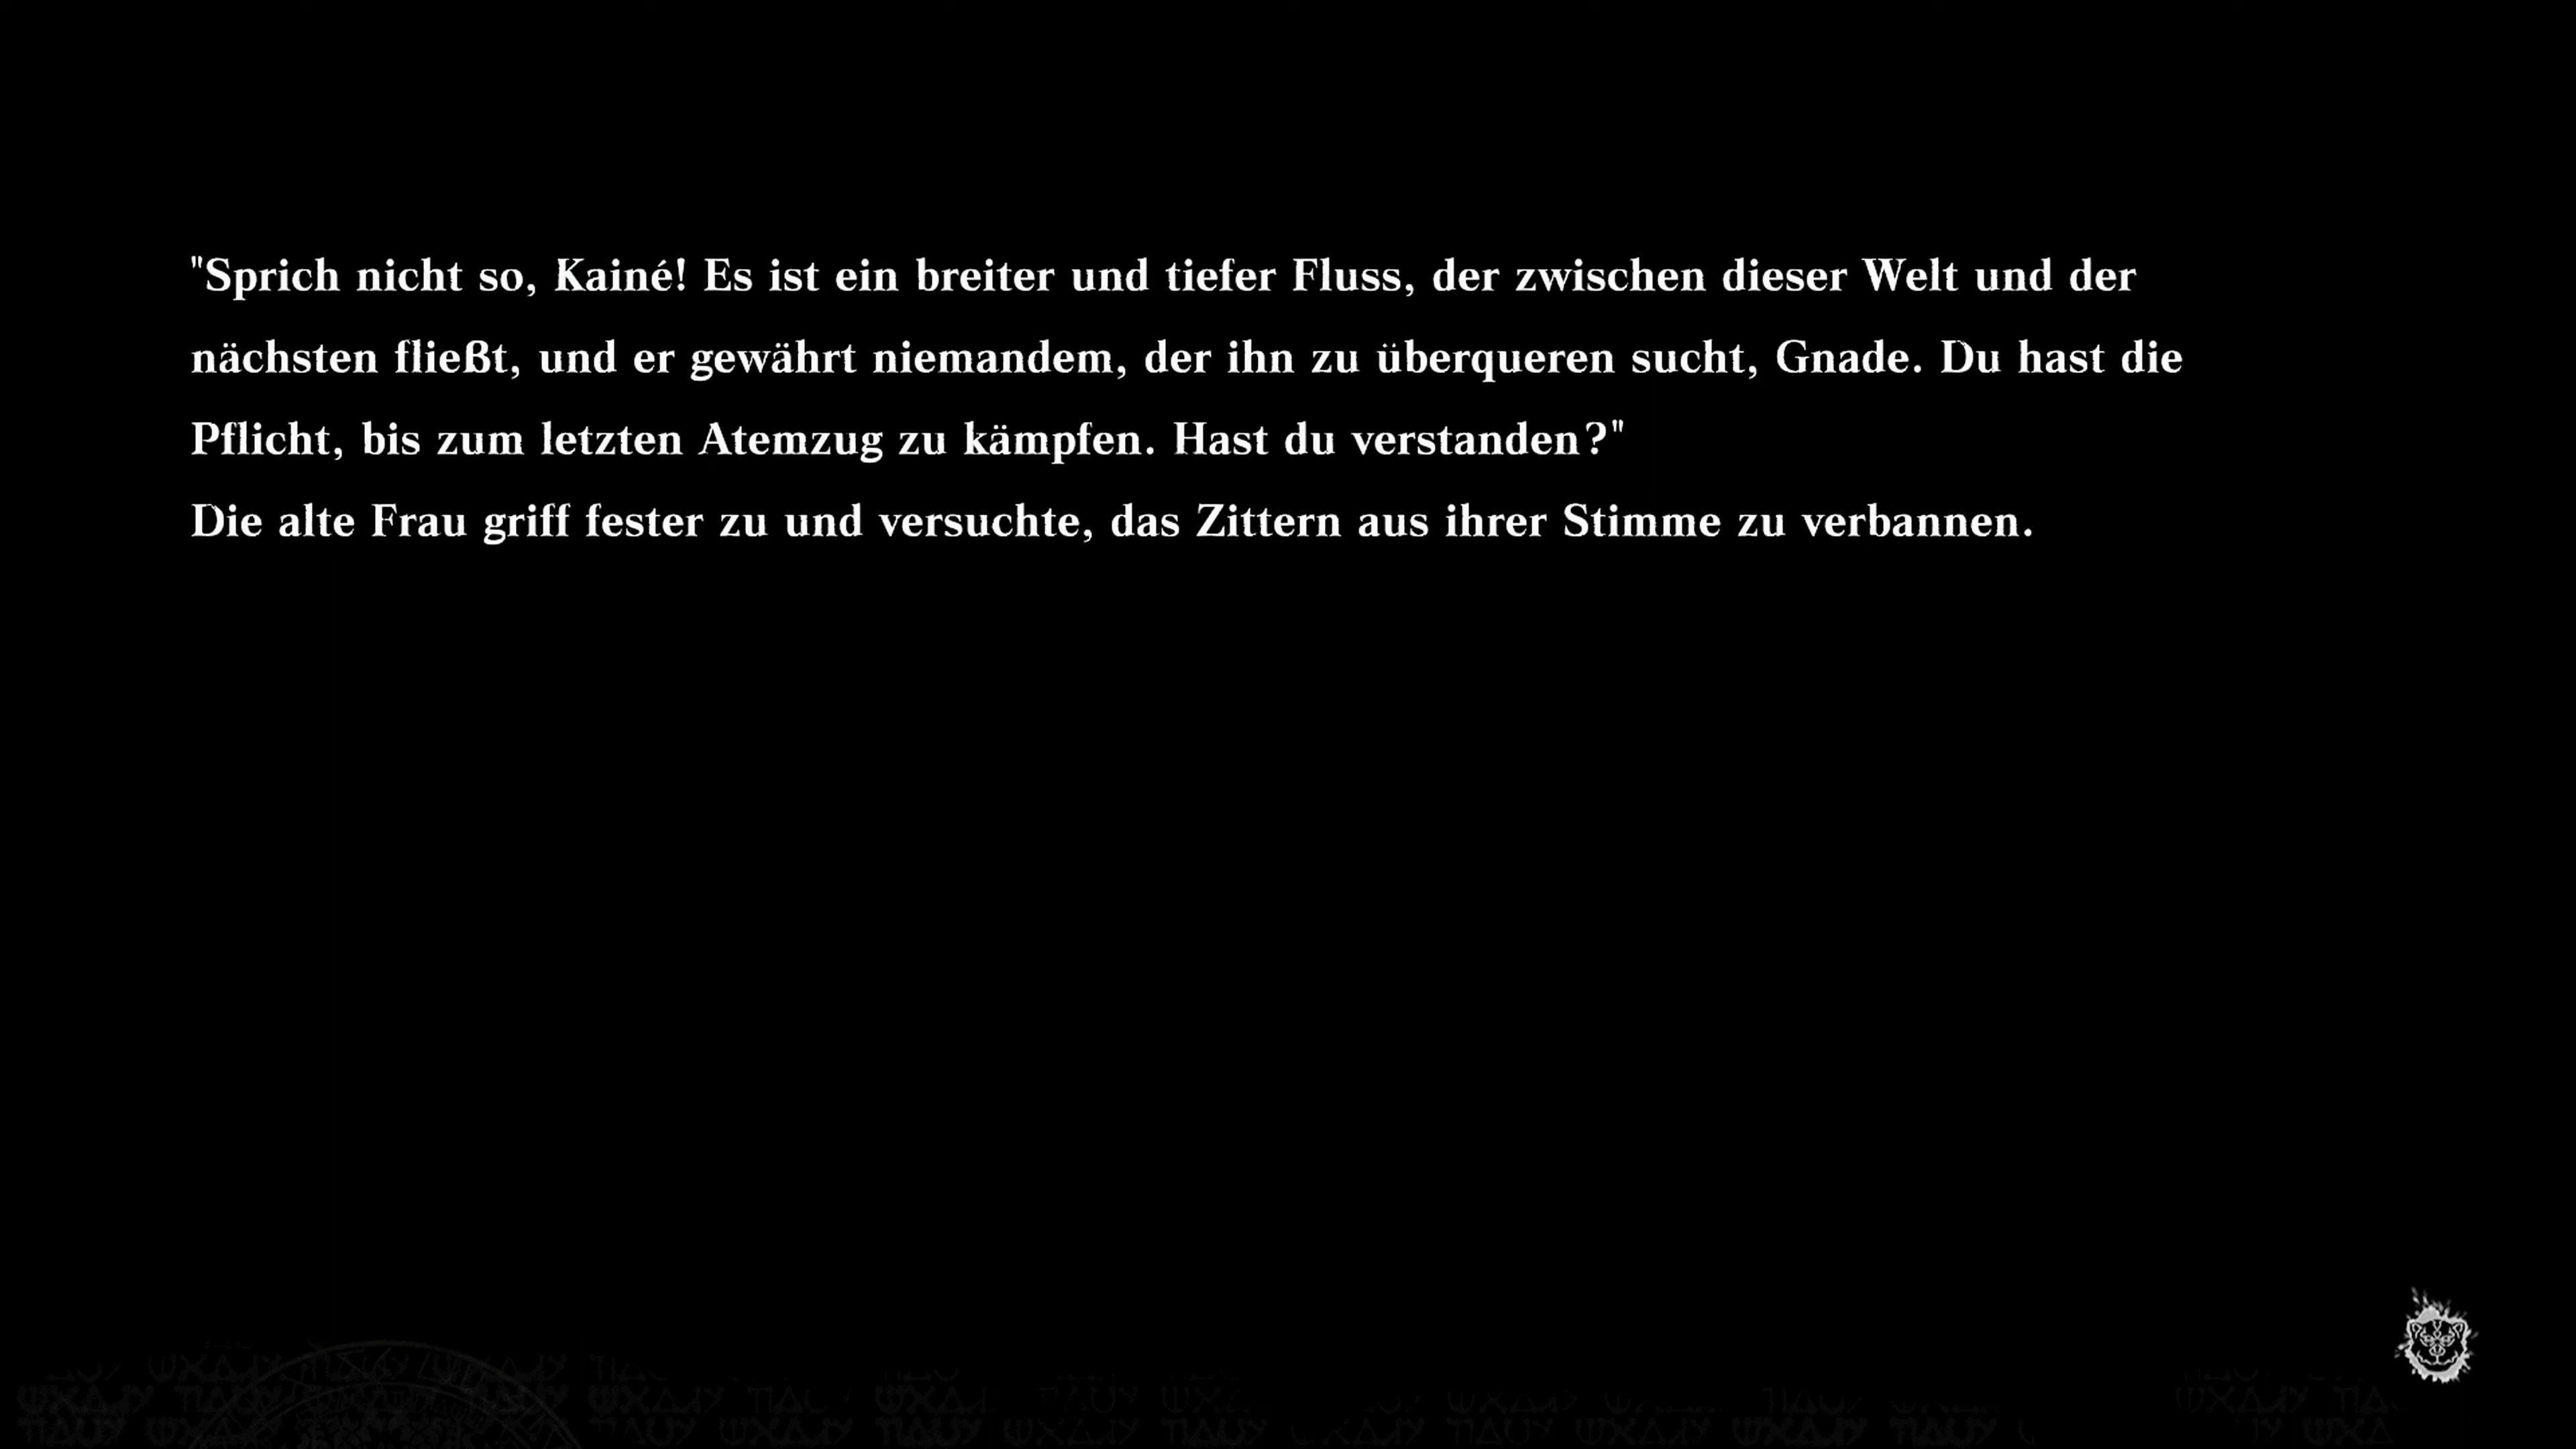 "Sprich nicht so, Kainé! Es ist ein breiter und tiefer Fluss, der zwischen dieser Welt und der
nächsten fließt, und er gewährt niemandem, der ihn zu überqueren sucht, Gnade. Du hast die
Pflicht, bis zum letzten Atemzug zu kämpfen. Hast du verstanden?"
Die alte Frau griff fester zu und versuchte, das Zittern aus ihrer Stimme zu verbannen.